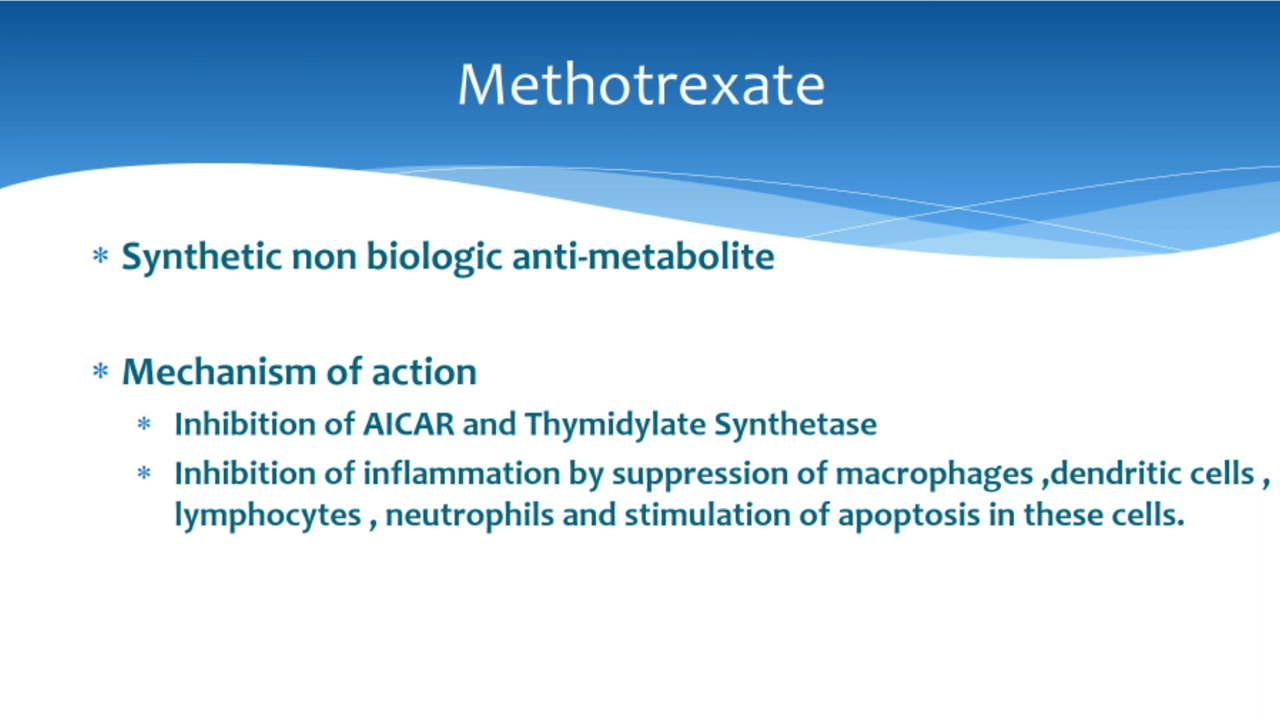 Methotrexate
* Synthetic non biologic anti-metabolite
* Mechanism of action
* Inhibition of AICAR and Thymidylate Synthetase
* Inhibition of inflammation by suppression of macrophages ,dendritic cells ,
lymphocytes , neutrophils and stimulation of apoptosis in these cells.